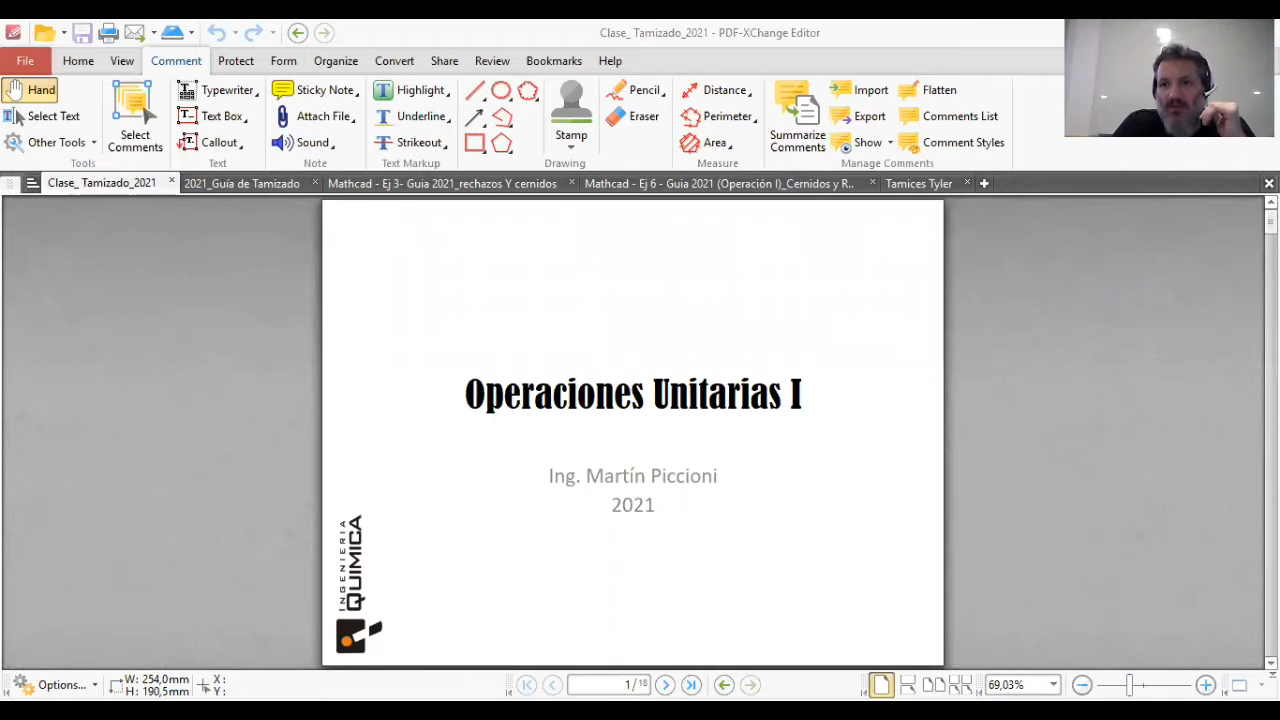 Clase_ Tamizado_2021 - PDF-XChange Editor
File Home View Comment Protect Form Organize Convert Share Review Bookmarks Help
Hand
Select Text
Other Tools
Tools
Select Comments
Typewriter
Text Box
Callout
Text
Sticky Note
Attach File
Sound
Note
Highlight
Underline
Strikeout
Text Markup
Stamp
Pencil
Eraser
Drawing
Distance
Perimeter
Area
Measure
Summarize Comments
Import
Export
Show
Flatten
Comments List
Comment Styles
Manage Comments
Clase_ Tamizado_2021
2021_Guía de Tamizado
Mathcad - Ej 3- Guia 2021_rechazos Y cernidos
Mathcad - Ej 6 - Guia 2021 (Operación I)_Cernidos y R..
Tamices Tyler
Operaciones Unitarias I
Ing. Martín Piccioni
2021
INGENIERIA
QUIMICA
Options...
W: 254,0mm
H: 190,5mm
X:
Y:
1/18
69,03%